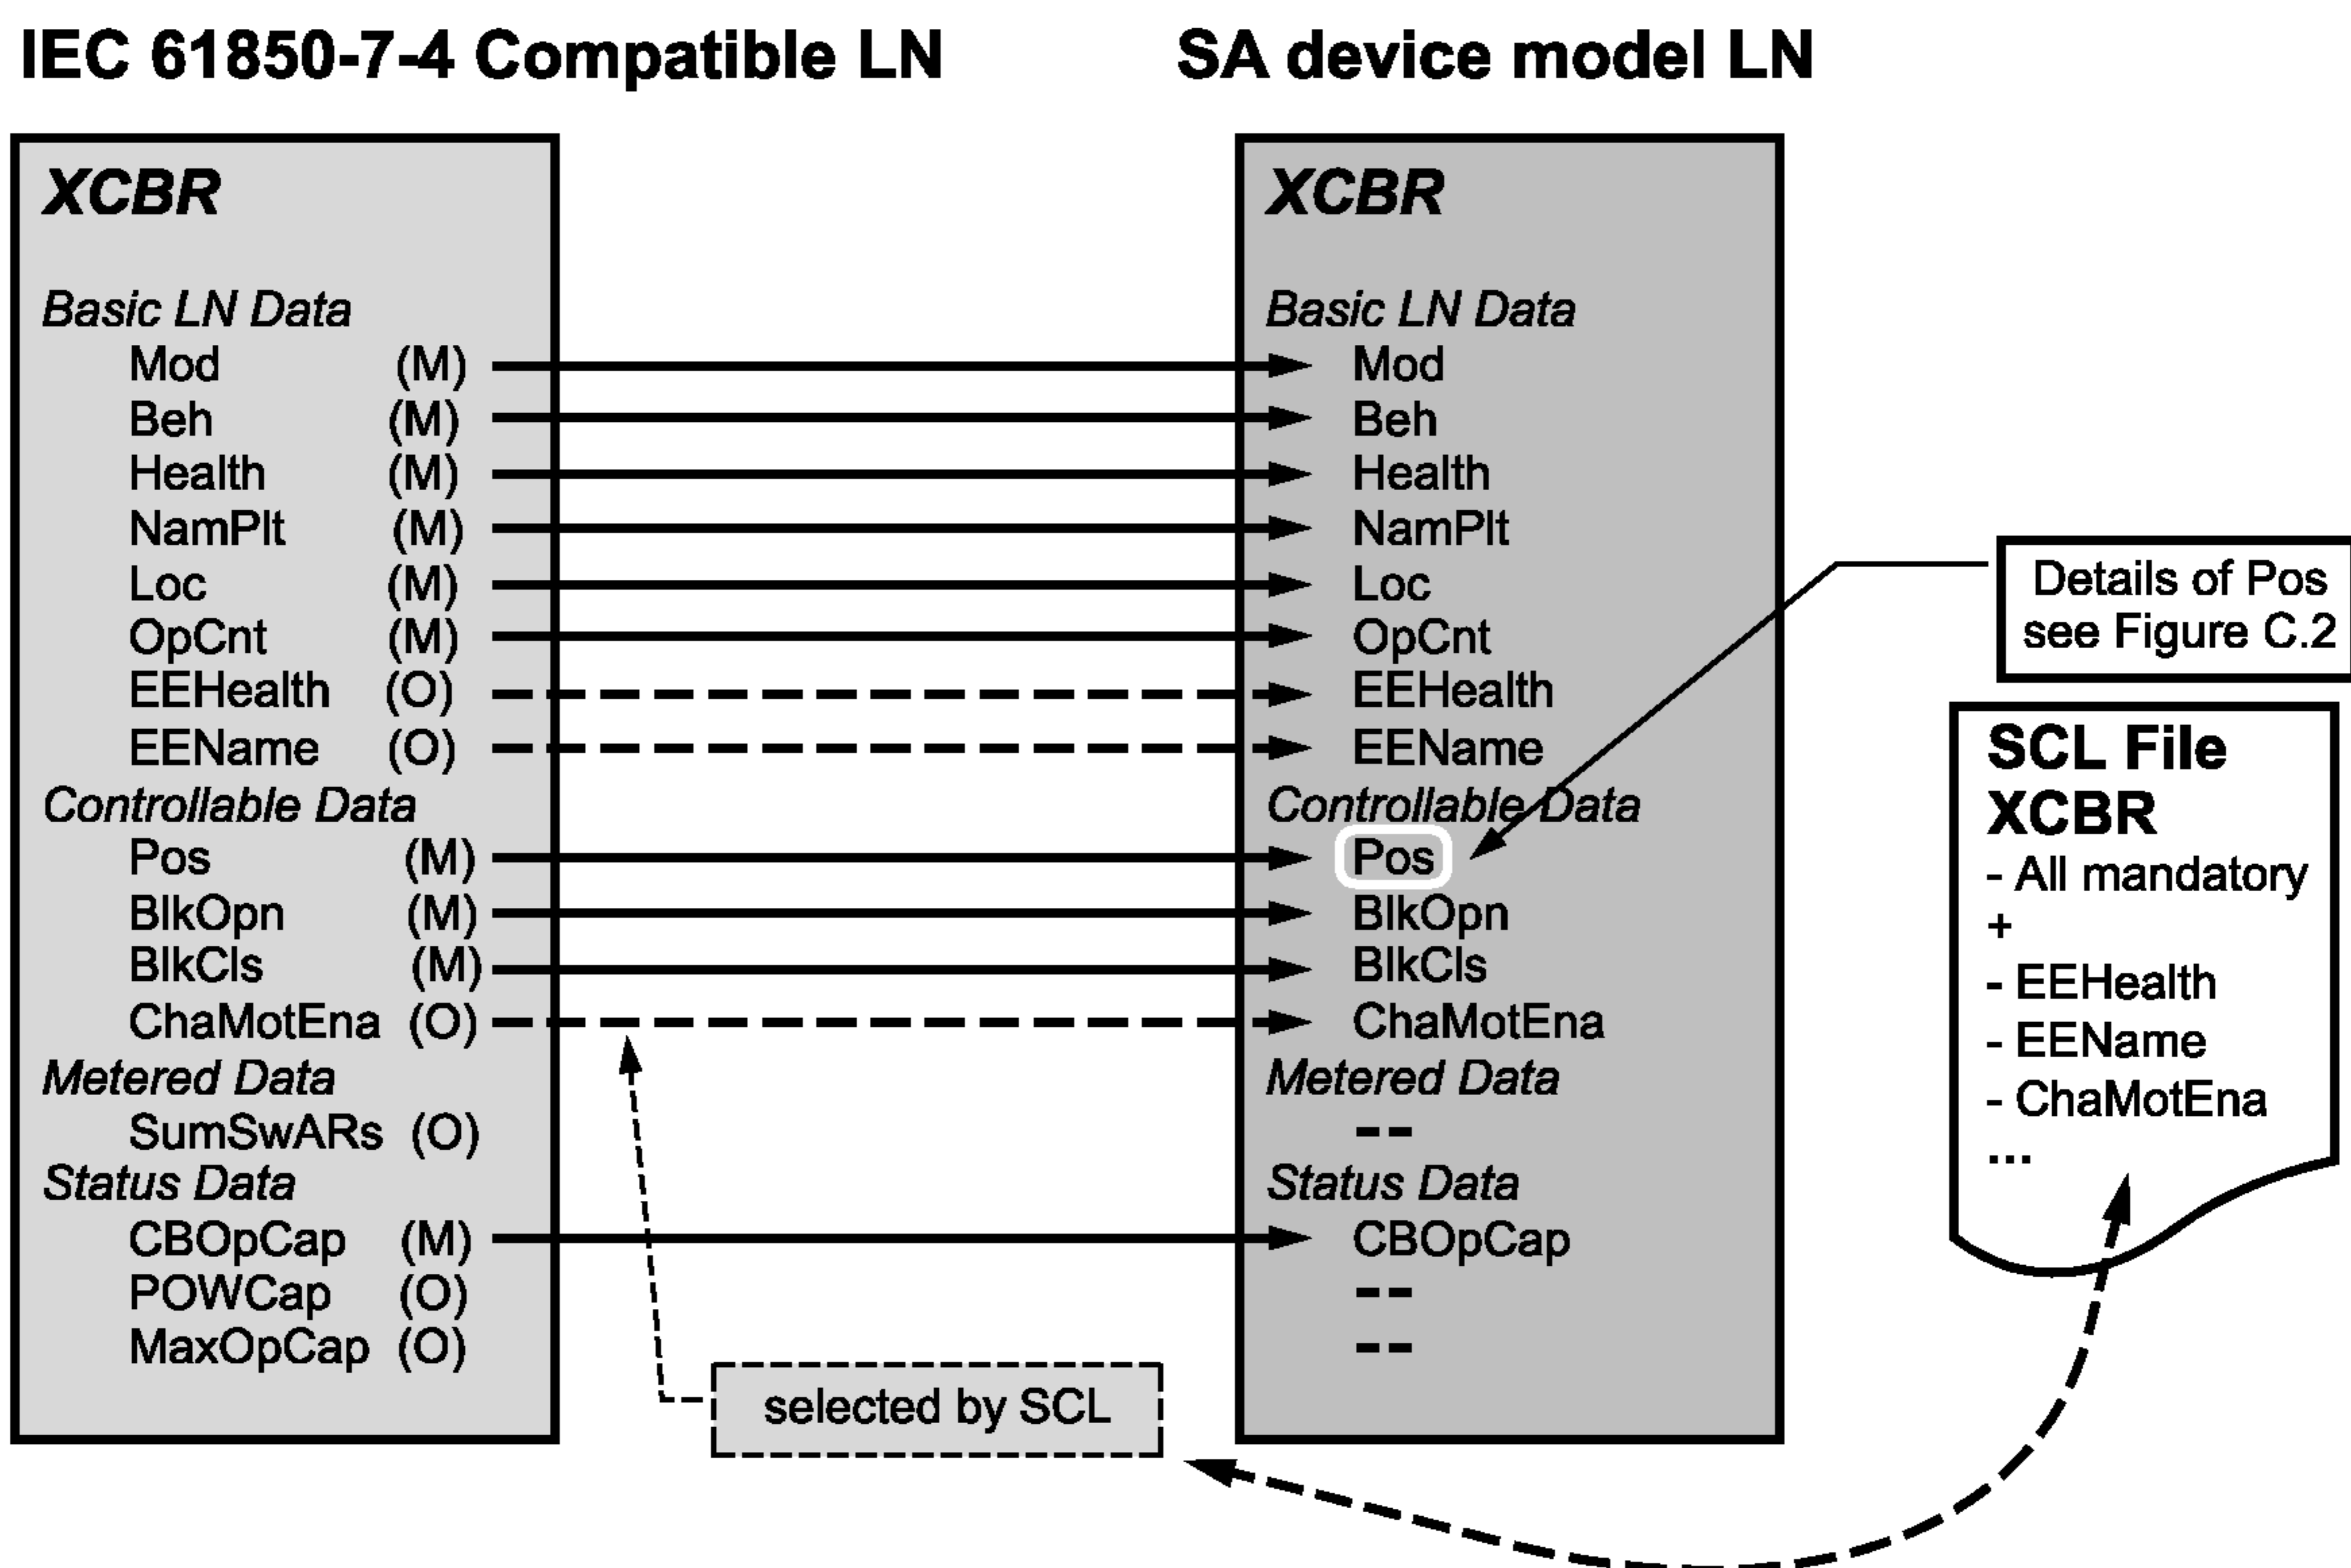 IEC 61850-7-4 Compatible LN
SA device model LN
XCBR
Basic LN Data
Mod (M)
Beh (M)
Health (M)
NamPlt (M)
Loc (M)
OpCnt (M)
EEHealth (O)
EEName (O)
Controllable Data
Pos (M)
BlkOpn (M)
BlkCls (M)
ChaMotEna (O)
Metered Data
SumSwARs (O)
Status Data
CBOpCap (M)
POWCap (O)
MaxOpCap (O)
selected by SCL
XCBR
Basic LN Data
Mod
Beh
Health
NamPlt
Loc
OpCnt
EEHealth
EEName
Controllable Data
Pos
BlkOpn
BlkCls
ChaMotEna
Metered Data
--
Status Data
CBOpCap
--
--
Details of Pos
see Figure C.2
SCL File
XCBR
- All mandatory
+
- EEHealth
- EEName
- ChaMotEna
...